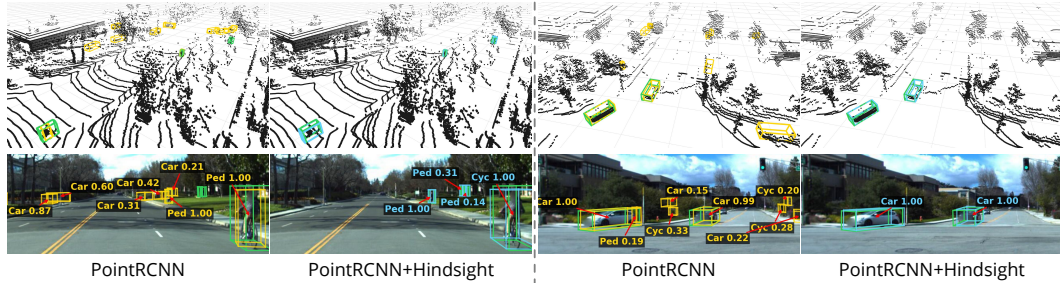 Car 0.21
Car 0.60
Car 0.42
Ped 1.00
Car 0.87
Car 0.31
Ped 1.00
Ped 0.31
Cyc 1.00
Ped 1.00
Ped 0.14
Car 0.15
Cyc 0.20
Car 1.00
Car 0.99
Ped 0.19
Cyc 0.33
Car 0.22
Cyc 0.28
Car 1.00
Car 1.00
PointRCNN
PointRCNN+Hindsight
PointRCNN
PointRCNN+Hindsight